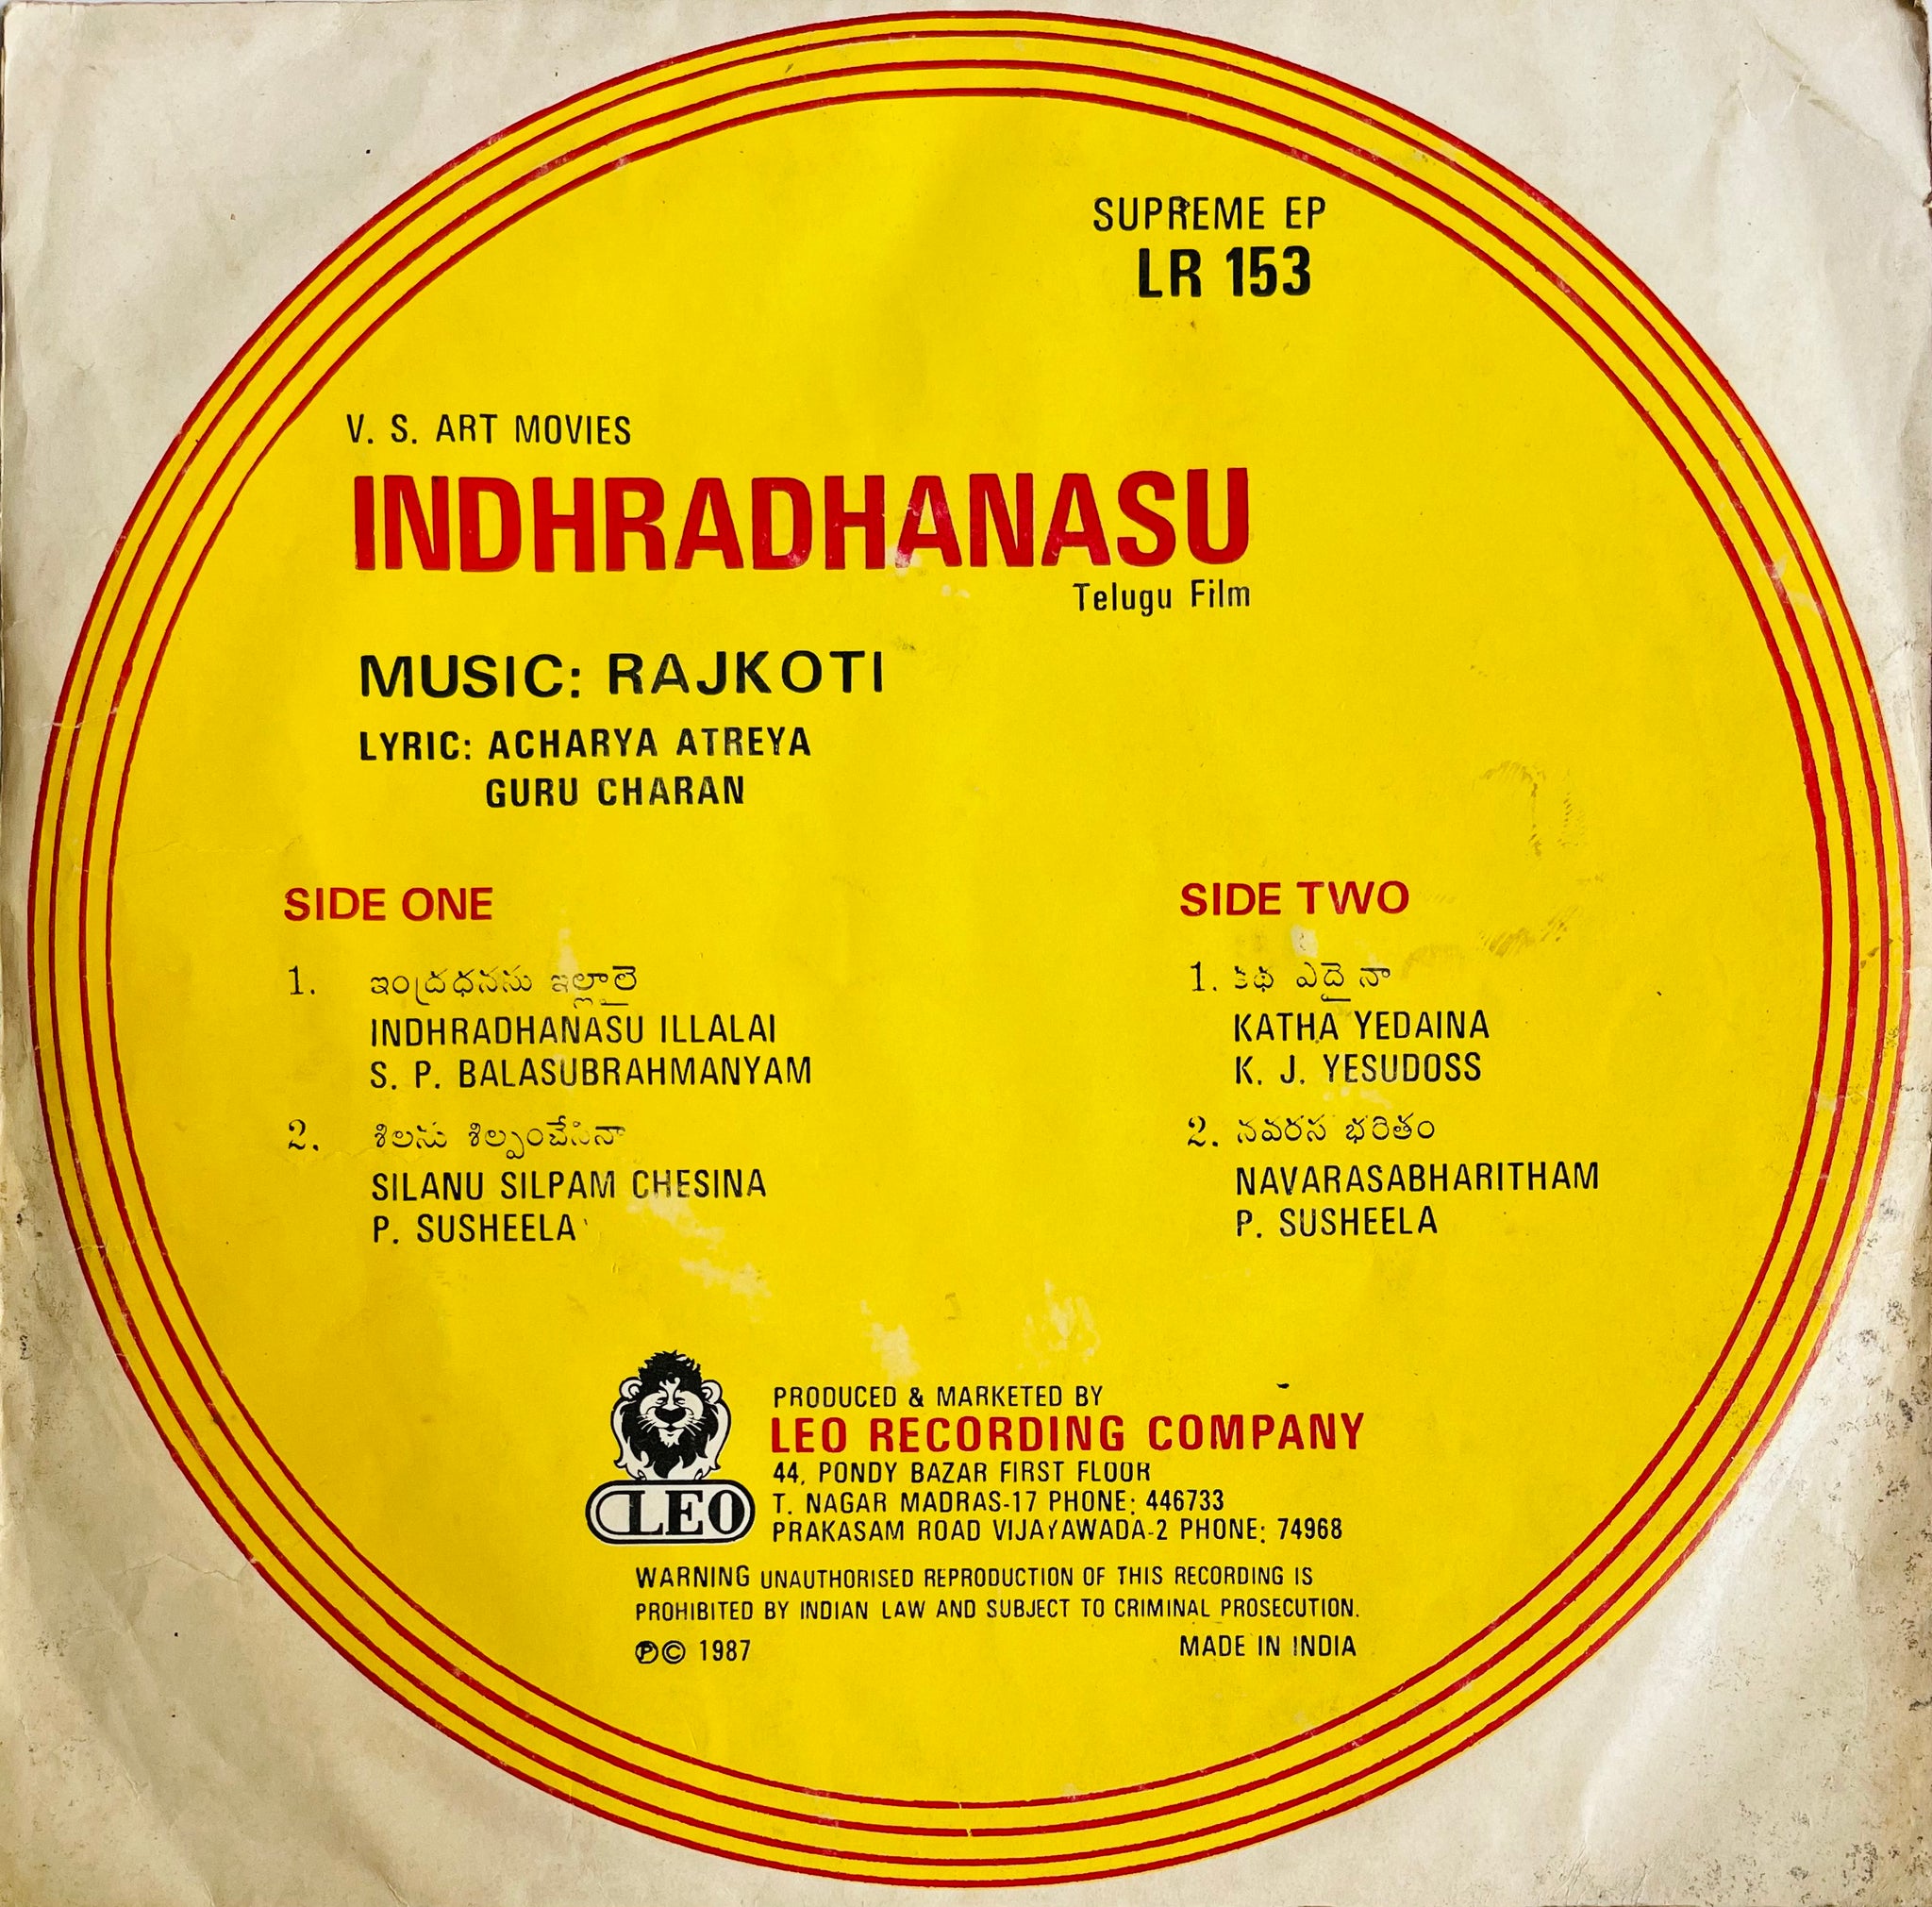 SUPREME EP
LR 153
V. S. ART MOVIES
INDHRADHANASU
Telugu Film
MUSIC: RAJKOTI
LYRIC: ACHARYA ATREYA
GURU CHARAN
SIDE ONE
1. ఇంద్రధనసు ఇల్లాలై
INDHRADHANASU ILLALAI
S. P. BALASUBRAHMANYAM
2. శిలను శిల్పంచేసినా
SILANU SILPAM CHESINA
P. SUSHEELA
SIDE TWO
1. కథ ఎదైనా
KATHA YEDAINA
K. J. YESUDOSS
2. నవరస భరితం
NAVARASABHARITHAM
P. SUSHEELA
LEO
PRODUCED & MARKETED BY
LEO RECORDING COMPANY
44, PONDY BAZAR FIRST FLOOR
T. NAGAR MADRAS-17 PHONE: 446733
PRAKASAM ROAD VIJAYAWADA-2 PHONE: 74968
WARNING UNAUTHORISED REPRODUCTION OF THIS RECORDING IS
PROHIBITED BY INDIAN LAW AND SUBJECT TO CRIMINAL PROSECUTION.
℗© 1987
MADE IN INDIA